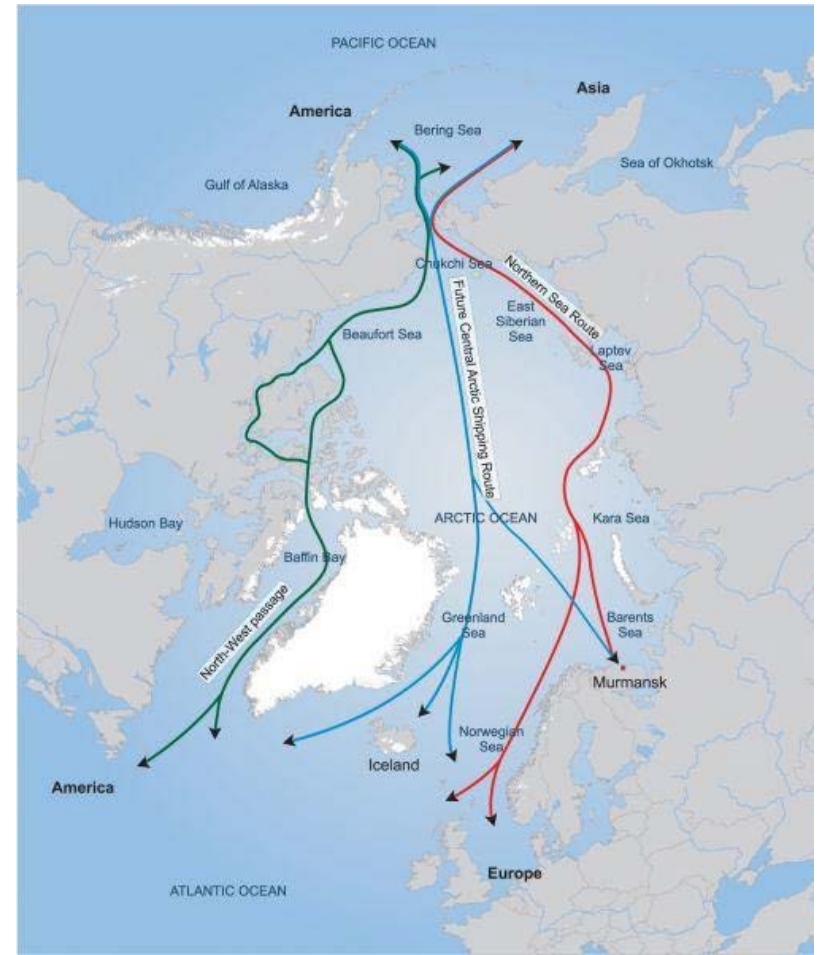 PACIFIC OCEAN
Asia
America
Bering Sea
Sea of Okhotsk
Gulf of Alaska
Chukchi Sea
Northern Sea Route
Future Central Arctic Shipping Route
East
Siberian
Sea
Beaufort Sea
Laptev
Sea
Hudson Bay
ARCTIC OCEAN
Kara Sea
Baffin Bay
North-West passage
Greenland
Sea
Barents
Sea
Murmansk
Norwegian
Sea
Iceland
America
Europe
ATLANTIC OCEAN